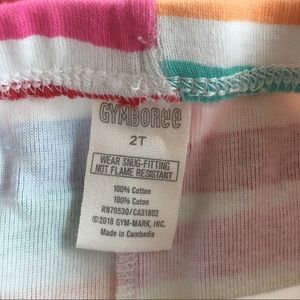 GYMBOREE
2T
WEAR SNUG-FITTING
NOT FLAME RESISTANT
100% Cotton
100% Coton
RN70530/CA31802
©2018 GYM-MARK, INC.
Made in Cambodia